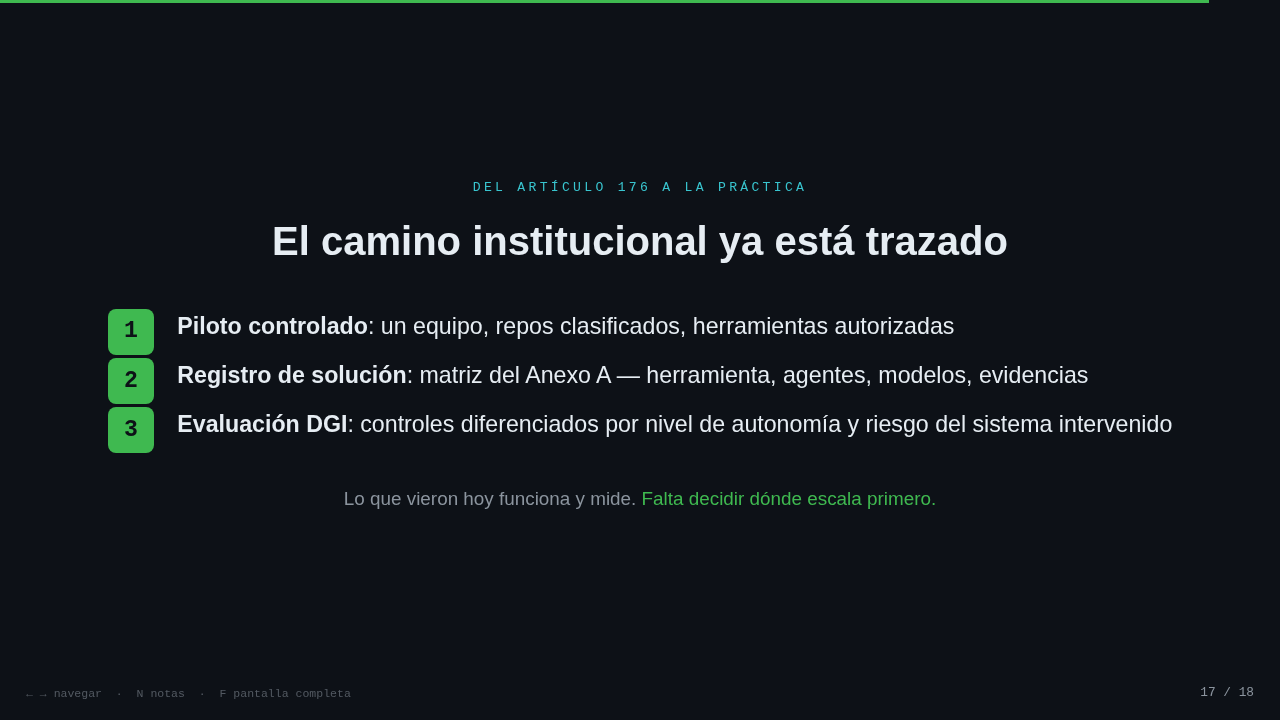 DEL ARTÍCULO 176 A LA PRÁCTICA
El camino institucional ya está trazado
1 Piloto controlado: un equipo, repos clasificados, herramientas autorizadas
2 Registro de solución: matriz del Anexo A — herramienta, agentes, modelos, evidencias
3 Evaluación DGI: controles diferenciados por nivel de autonomía y riesgo del sistema intervenido
Lo que vieron hoy funciona y mide. Falta decidir dónde escala primero.
← → navegar · N notas · F pantalla completa
17 / 18